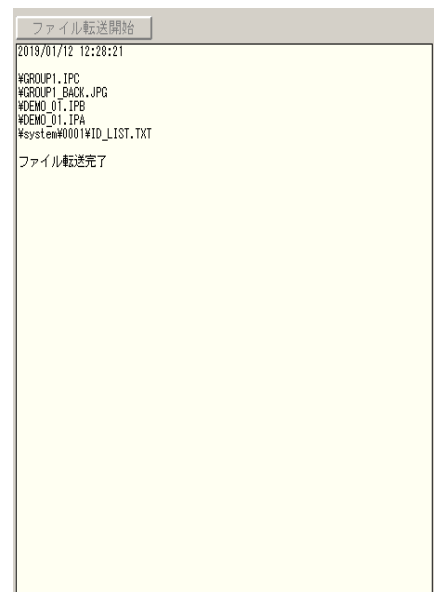 ファイル転送開始
2019/01/12 12:28:21
¥GROUP1.IPC
¥GROUP1_BACK.JPG
¥DEMO_01.IPB
¥DEMO_01.IPA
¥system¥0001¥ID_LIST.TXT
ファイル転送完了